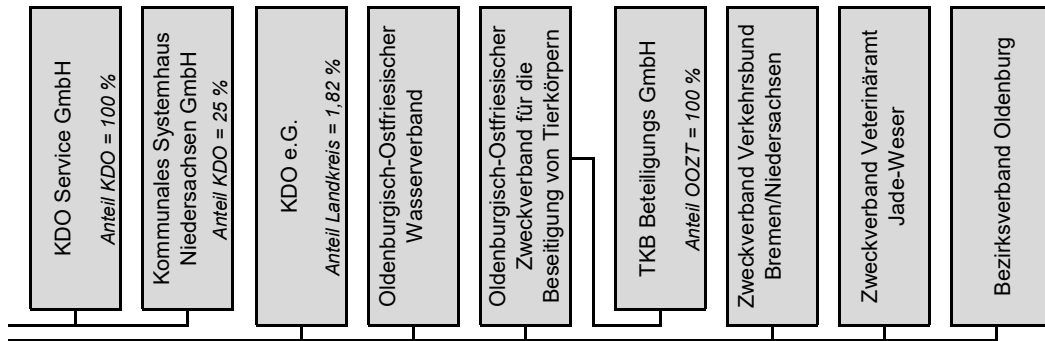 KDO Service GmbH
Anteil KDO = 100 %
Kommunales Systemhaus
Niedersachsen GmbH
Anteil KDO = 25 %
KDO e.G.
Anteil Landkreis = 1,82 %
Oldenburgisch-Ostfriesischer
Wasserverband
Oldenburgisch-Ostfriesischer
Zweckverband für die
Beseitigung von Tierkörpern
TKB Beteiligungs GmbH
Anteil OOZT = 100 %
Zweckverband Verkehrsbund
Bremen/Niedersachsen
Zweckverband Veterinäramt
Jade-Weser
Bezirksverband Oldenburg